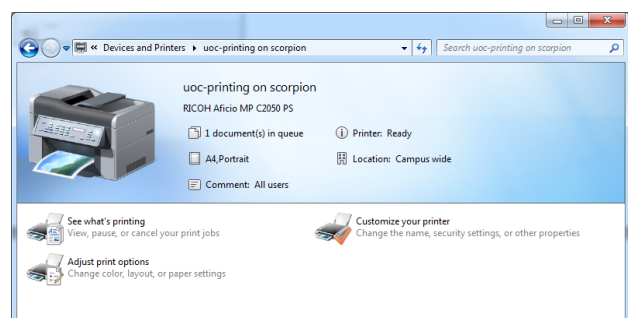 « Devices and Printers ▸ uoc-printing on scorpion
Search uoc-printing on scorpion
uoc-printing on scorpion
RICOH Aficio MP C2050 PS
1 document(s) in queue
Printer: Ready
A4,Portrait
Location: Campus wide
Comment: All users
See what's printing
View, pause, or cancel your print jobs
Customize your printer
Change the name, security settings, or other properties
Adjust print options
Change color, layout, or paper settings